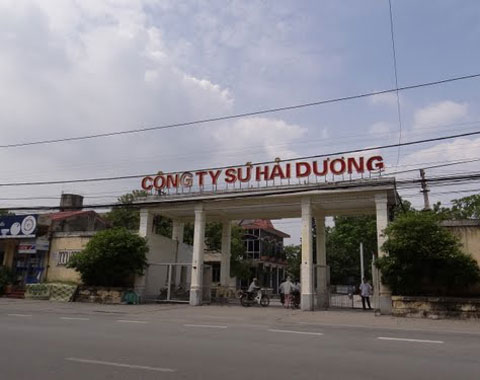 CÔNG TY SỨ HẢI DƯƠNG